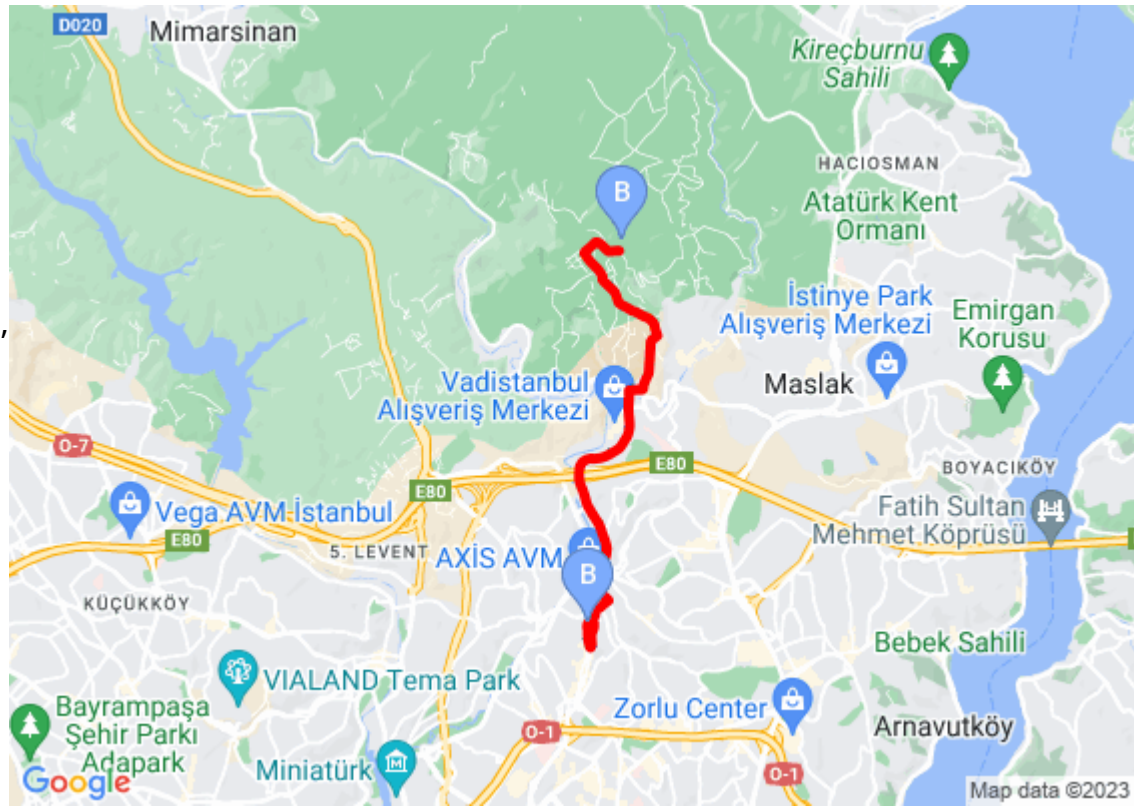 D020
Mimarsinan
Kireçburnu
Sahili
HACIOSMAN
Atatürk Kent
Ormanı
B
,
İstinye Park
Alışveriş Merkezi
Emirgan
Korusu
Vadistanbul
Alışveriş Merkezi
Maslak
O-7
E80
BOYACIKÖY
E80
Vega AVM İstanbul
Fatih Sultan
Mehmet Köprüsü
E80
5. LEVENT
AXİS AVM
B
KÜÇÜKKÖY
Bebek Sahili
VIALAND Tema Park
Zorlu Center
Bayrampaşa
Şehir Parkı
Adapark
O-1
Arnavutköy
Miniatürk
O-1
Google
Map data ©2023